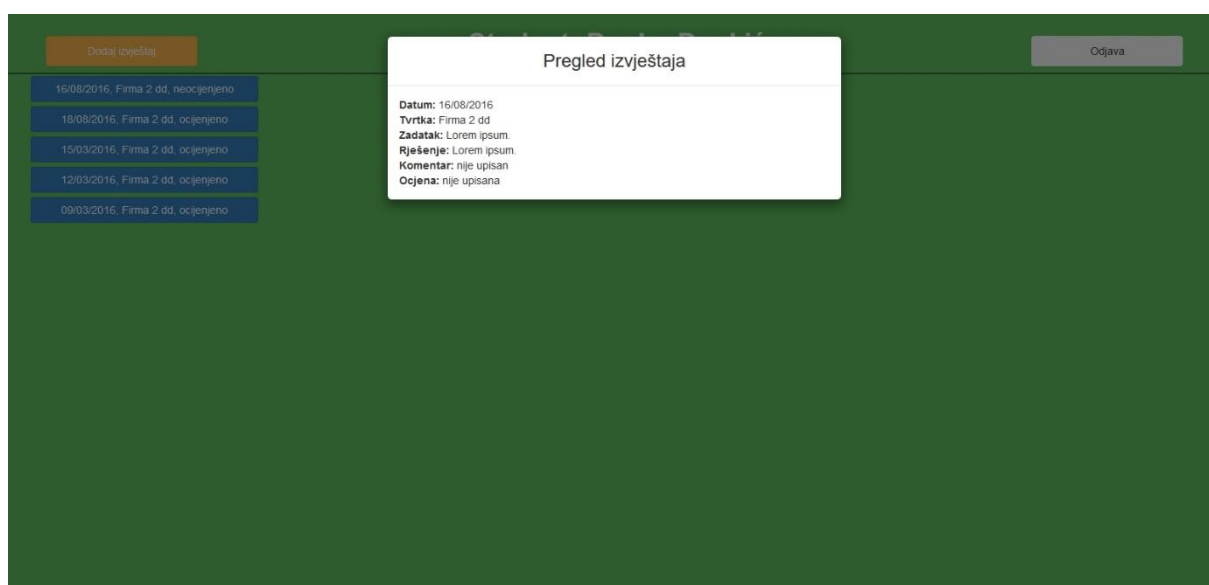 Dodaj izvještaj
Odjava
16/08/2016, Firma 2 dd, neocijenjeno
18/08/2016, Firma 2 dd, ocijenjeno
15/03/2016, Firma 2 dd, ocijenjeno
12/03/2016, Firma 2 dd, ocijenjeno
09/03/2016, Firma 2 dd, ocijenjeno
Pregled izvještaja
Datum: 16/08/2016
Tvrtka: Firma 2 dd
Zadatak: Lorem ipsum.
Rješenje: Lorem ipsum.
Komentar: nije upisan
Ocjena: nije upisana